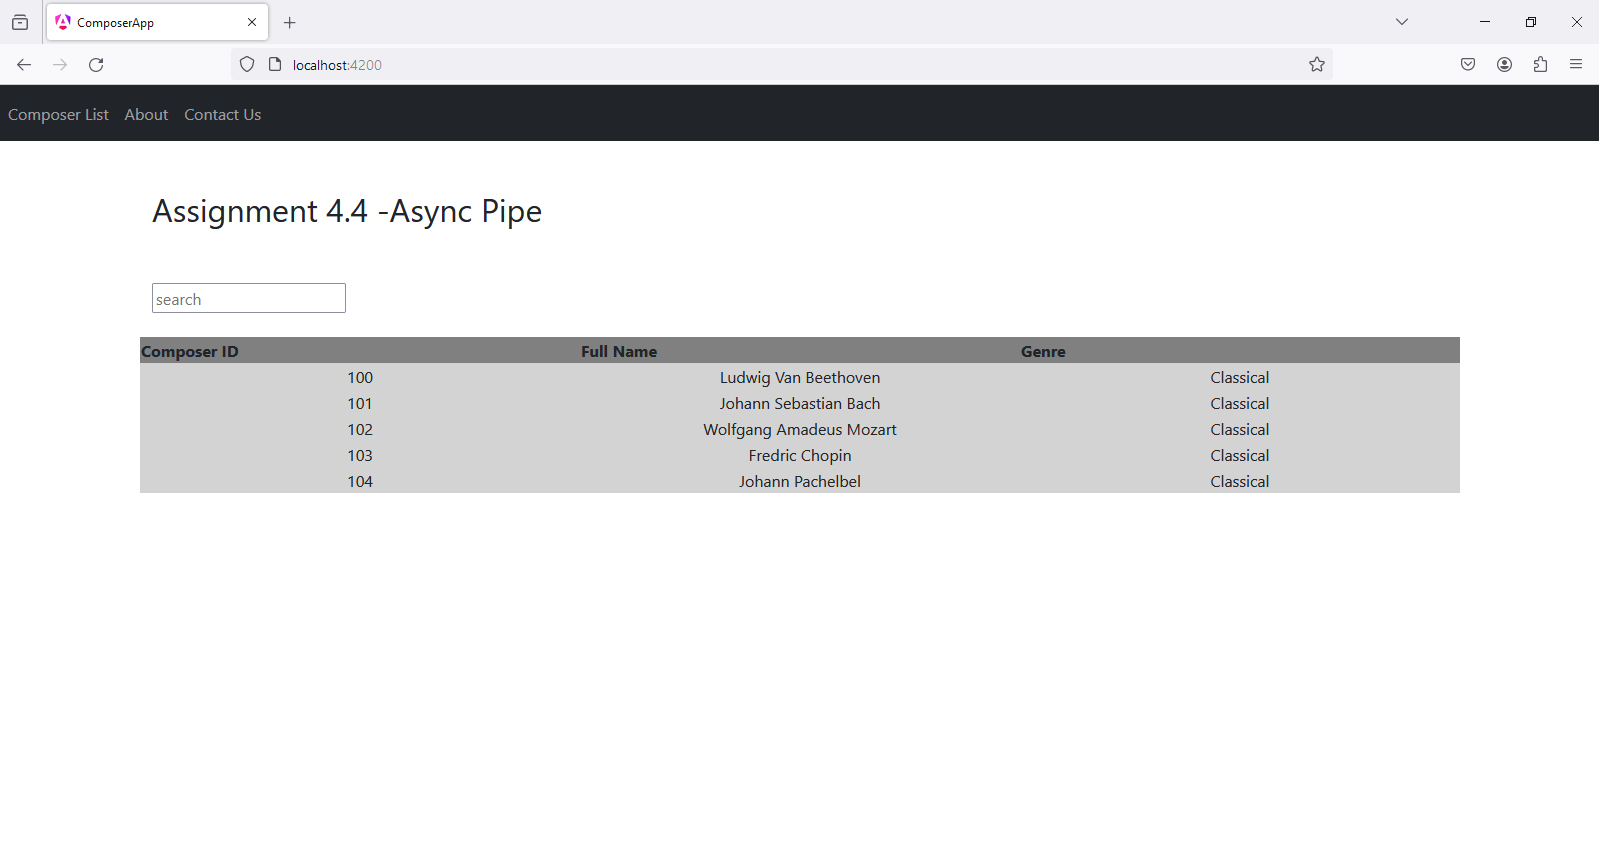 ComposerApp
localhost:4200
Composer List About Contact Us
Assignment 4.4 -Async Pipe
search
Composer ID Full Name Genre
100 Ludwig Van Beethoven Classical
101 Johann Sebastian Bach Classical
102 Wolfgang Amadeus Mozart Classical
103 Fredric Chopin Classical
104 Johann Pachelbel Classical